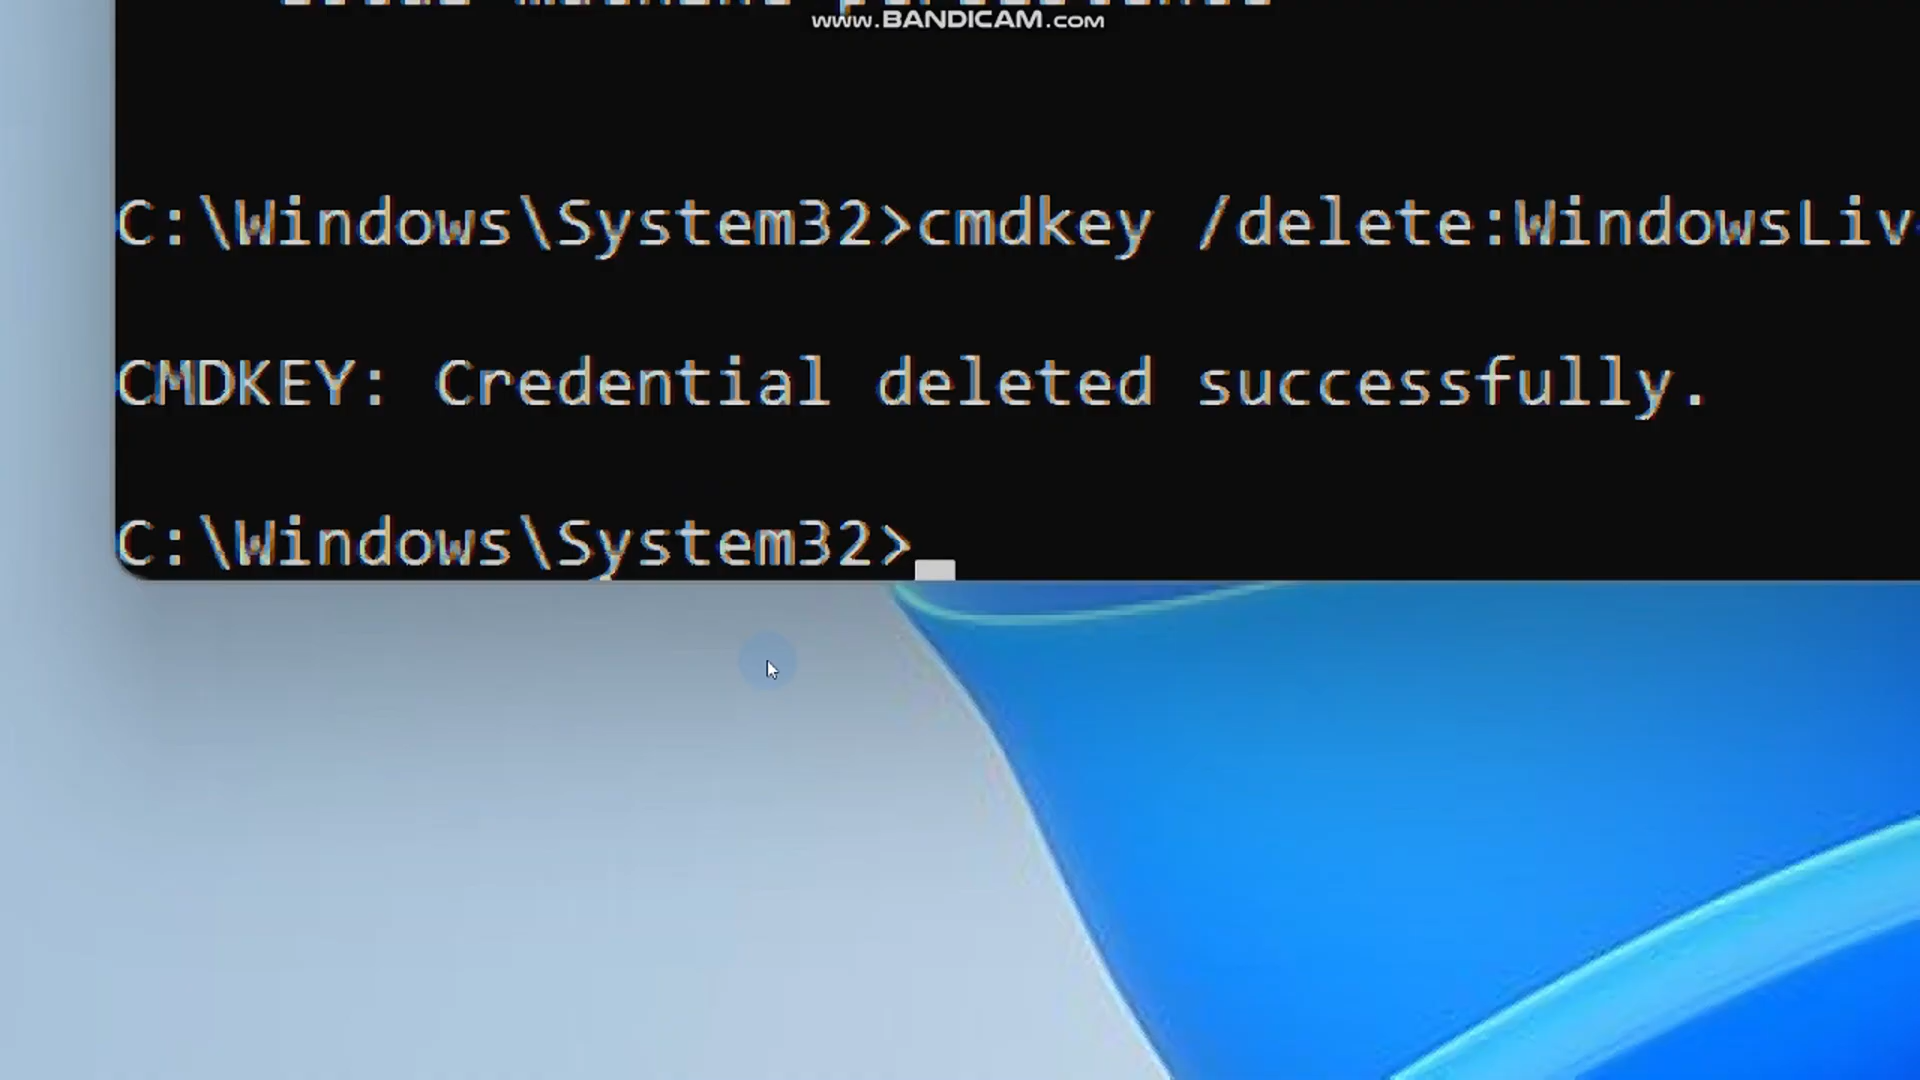 www.BANDICAM.com
C:\Windows\System32>cmdkey /delete:WindowsLiv
CMDKEY: Credential deleted successfully.
C:\Windows\System32>